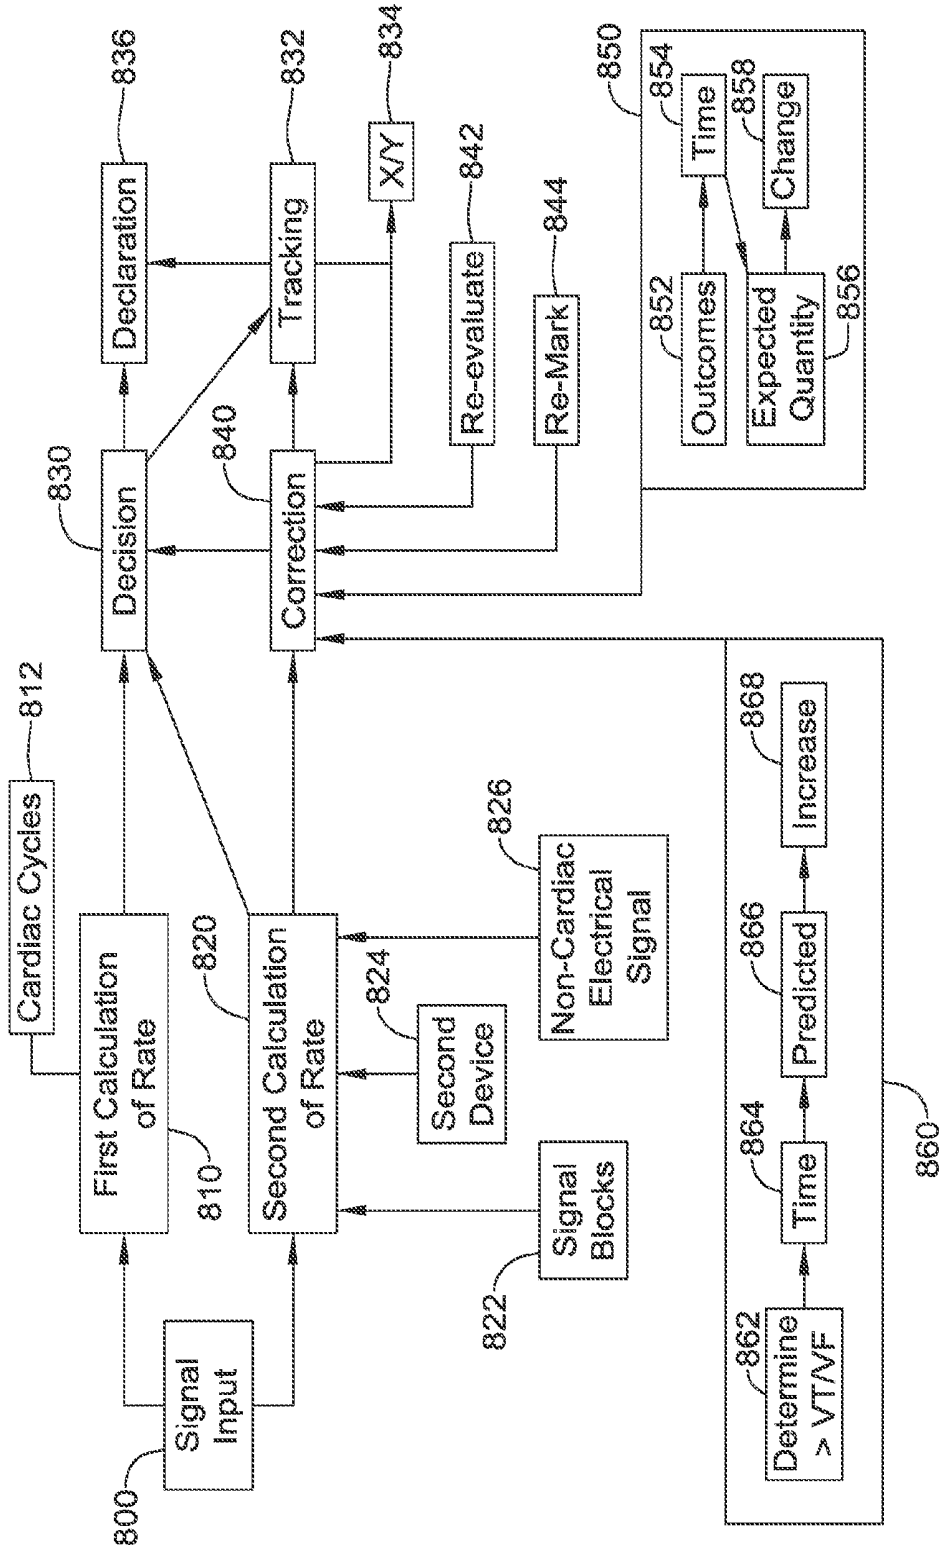 800
Signal
Input
Cardiac Cycles
812
First Calculation
of Rate
810
820
Second Calculation
of Rate
822
Signal
Blocks
824
Second
Device
826
Non-Cardiac
Electrical
Signal
830
Decision
836
Declaration
840
Correction
832
Tracking
834
X/Y
842
Re-evaluate
844
Re-Mark
850
852
Outcomes
854
Time
Expected
Quantity
856
858
Change
860
862
Determine
> VT/VF
864
Time
866
Predicted
868
Increase